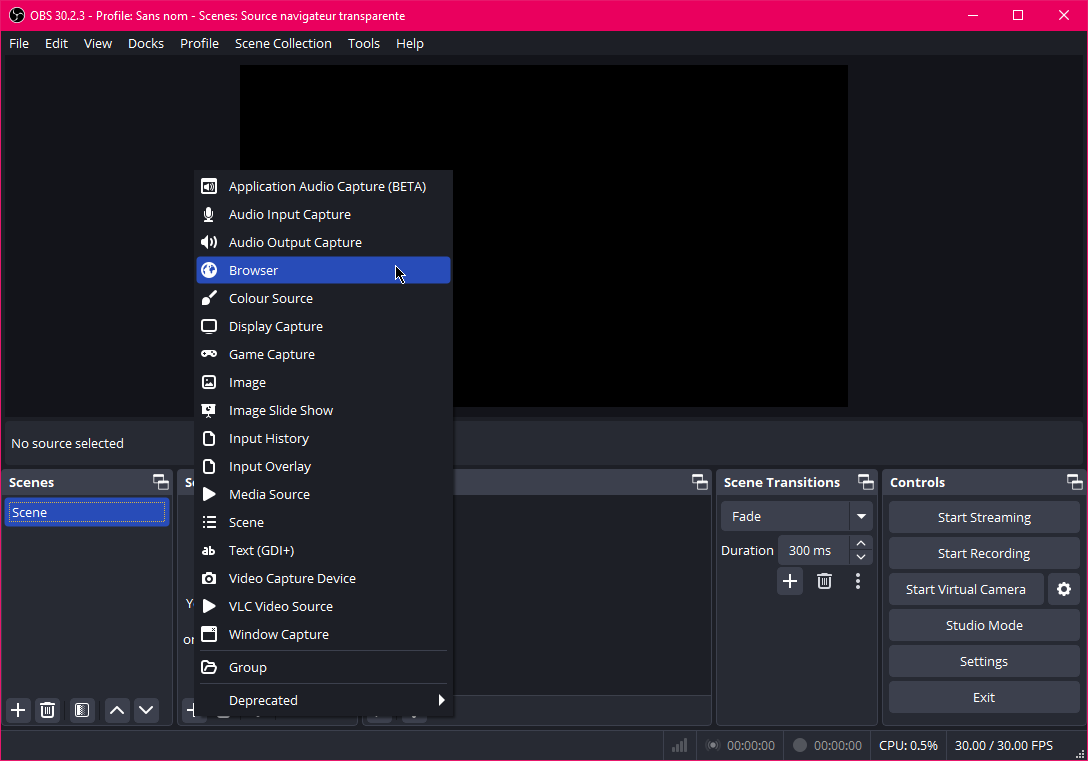 OBS 30.2.3 - Profile: Sans nom - Scenes: Source navigateur transparente
File Edit View Docks Profile Scene Collection Tools Help
Application Audio Capture (BETA)
Audio Input Capture
Audio Output Capture
Browser
Colour Source
Display Capture
Game Capture
Image
Image Slide Show
Input History
Input Overlay
Media Source
Scene
Text (GDI+)
Video Capture Device
VLC Video Source
Window Capture
Group
Deprecated
No source selected
Scenes
Scene
Scene Transitions
Fade
Duration 300 ms
Controls
Start Streaming
Start Recording
Start Virtual Camera
Studio Mode
Settings
Exit
00:00:00 00:00:00 CPU: 0.5% 30.00 / 30.00 FPS